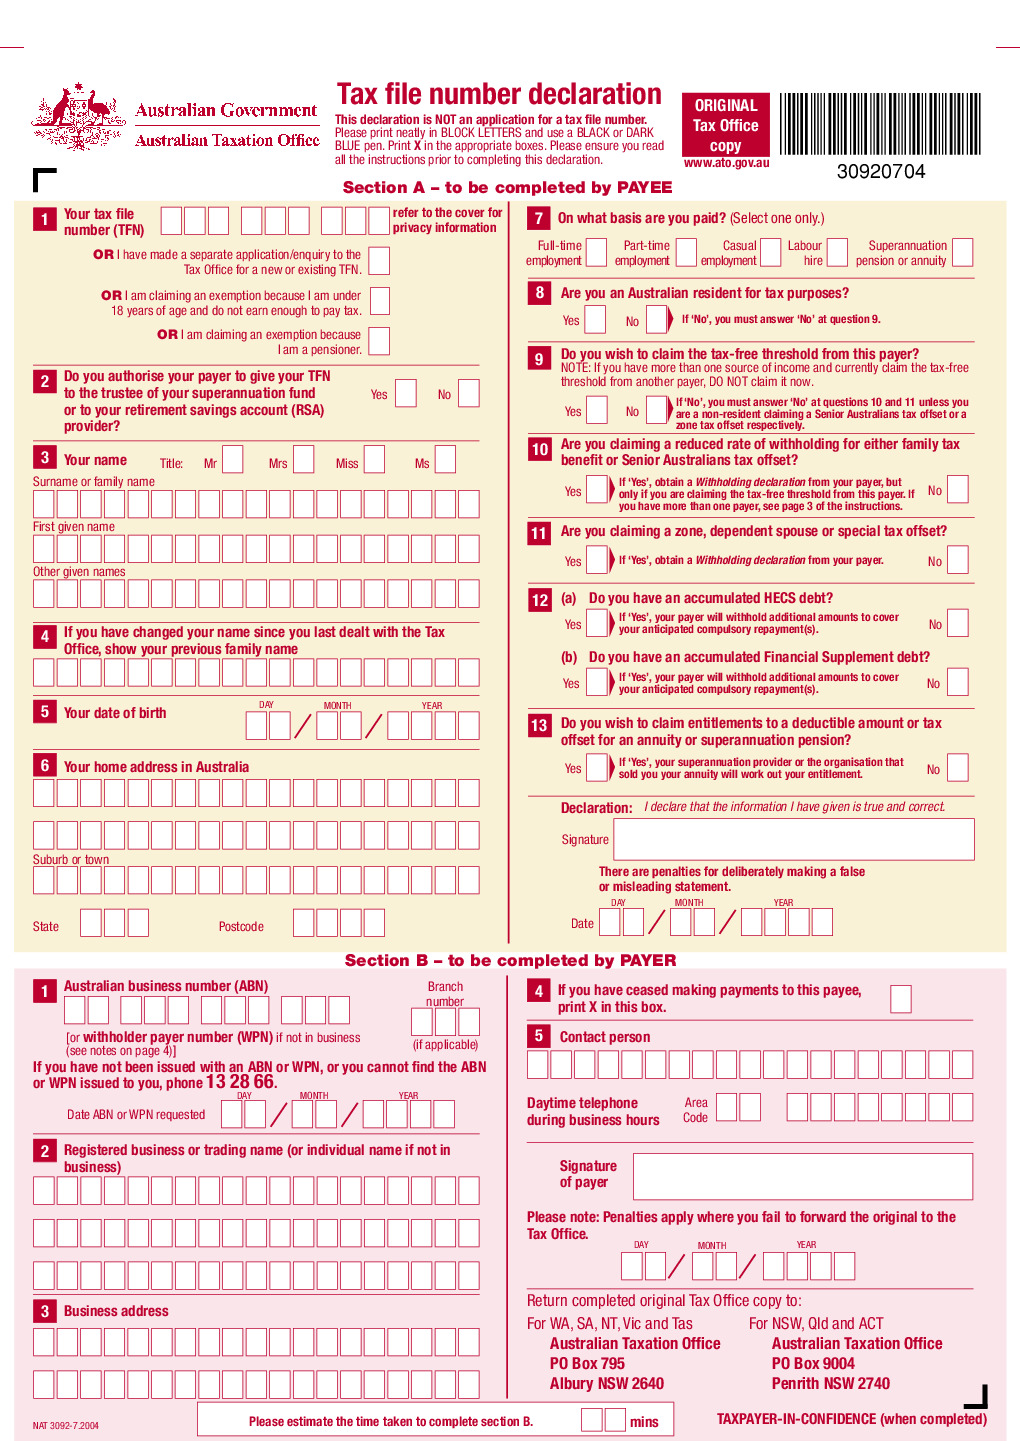 Australian Government
Australian Taxation Office
Tax file number declaration
This declaration is NOT an application for a tax file number.
Please print neatly in BLOCK LETTERS and use a BLACK or DARK
BLUE pen. Print X in the appropriate boxes. Please ensure you read
all the instructions prior to completing this declaration.
ORIGINAL
Tax Office
copy
www.ato.gov.au
30920704
Section A – to be completed by PAYEE
1 Your tax file
number (TFN)
refer to the cover for
privacy information
OR I have made a separate application/enquiry to the
Tax Office for a new or existing TFN.
OR I am claiming an exemption because I am under
18 years of age and do not earn enough to pay tax.
OR I am claiming an exemption because
I am a pensioner.
2 Do you authorise your payer to give your TFN
to the trustee of your superannuation fund
or to your retirement savings account (RSA)
provider?
Yes No
3 Your name Title: Mr Mrs Miss Ms
Surname or family name
First given name
Other given names
4 If you have changed your name since you last dealt with the Tax
Office, show your previous family name
5 Your date of birth
DAY MONTH YEAR
6 Your home address in Australia
Suburb or town
State Postcode
7 On what basis are you paid? (Select one only.)
Full-time
employment
Part-time
employment
Casual
employment
Labour
hire
Superannuation
pension or annuity
8 Are you an Australian resident for tax purposes?
Yes No If ‘No’, you must answer ‘No’ at question 9.
9 Do you wish to claim the tax-free threshold from this payer?
NOTE: If you have more than one source of income and currently claim the tax-free
threshold from another payer, DO NOT claim it now.
Yes No
If ‘No’, you must answer ‘No’ at questions 10 and 11 unless you
are a non-resident claiming a Senior Australians tax offset or a
zone tax offset respectively.
10 Are you claiming a reduced rate of withholding for either family tax
benefit or Senior Australians tax offset?
Yes
If ‘Yes’, obtain a Withholding declaration from your payer, but
only if you are claiming the tax-free threshold from this payer. If
you have more than one payer, see page 3 of the instructions.
No
11 Are you claiming a zone, dependent spouse or special tax offset?
Yes If ‘Yes’, obtain a Withholding declaration from your payer. No
12 (a) Do you have an accumulated HECS debt?
Yes
If ‘Yes’, your payer will withhold additional amounts to cover
your anticipated compulsory repayment(s).
No
(b) Do you have an accumulated Financial Supplement debt?
Yes
If ‘Yes’, your payer will withhold additional amounts to cover
your anticipated compulsory repayment(s).
No
13 Do you wish to claim entitlements to a deductible amount or tax
offset for an annuity or superannuation pension?
Yes
If ‘Yes’, your superannuation provider or the organisation that
sold you your annuity will work out your entitlement.
No
Declaration: I declare that the information I have given is true and correct.
Signature
There are penalties for deliberately making a false
or misleading statement.
DAY MONTH YEAR
Date
Section B – to be completed by PAYER
1 Australian business number (ABN)
Branch
number
(if applicable)
[or withholder payer number (WPN) if not in business
(see notes on page 4)]
If you have not been issued with an ABN or WPN, or you cannot find the ABN
or WPN issued to you, phone 13 28 66.
DAY MONTH YEAR
Date ABN or WPN requested
2 Registered business or trading name (or individual name if not in
business)
3 Business address
4 If you have ceased making payments to this payee,
print X in this box.
5 Contact person
Daytime telephone
during business hours
Area
Code
Signature
of payer
Please note: Penalties apply where you fail to forward the original to the
Tax Office.
DAY MONTH YEAR
Return completed original Tax Office copy to:
For WA, SA, NT, Vic and Tas
Australian Taxation Office
PO Box 795
Albury NSW 2640
For NSW, Qld and ACT
Australian Taxation Office
PO Box 9004
Penrith NSW 2740
NAT 3092-7.2004
Please estimate the time taken to complete section B. mins
TAXPAYER-IN-CONFIDENCE (when completed)